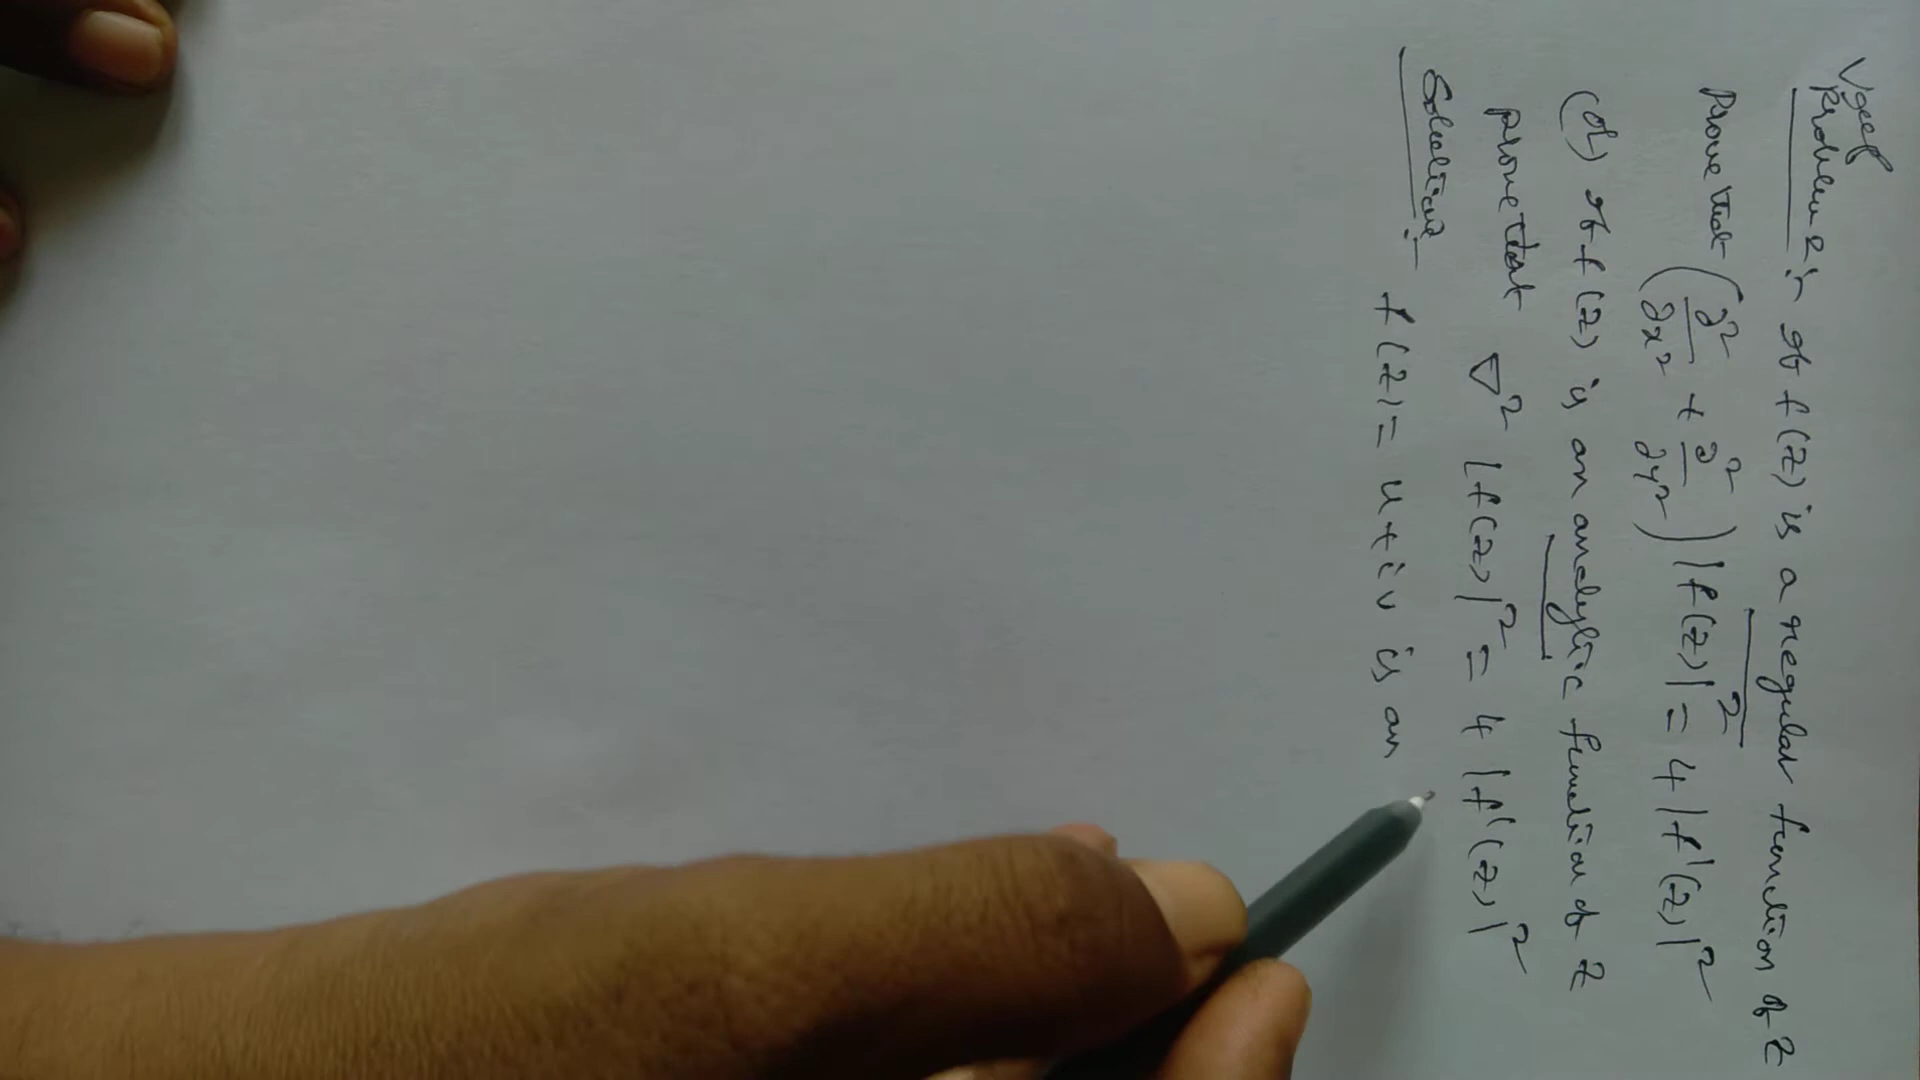 Problem 2:- If f(z) is a regular function of z
Prove that (∂²/∂x² + ∂²/∂y²) |f(z)|² = 4 |f'(z)|²
(or) If f(z) is an analytic function of z
prove that ∇² |f(z)|² = 4 |f'(z)|²
Solution:- f(z) = u+iv is an